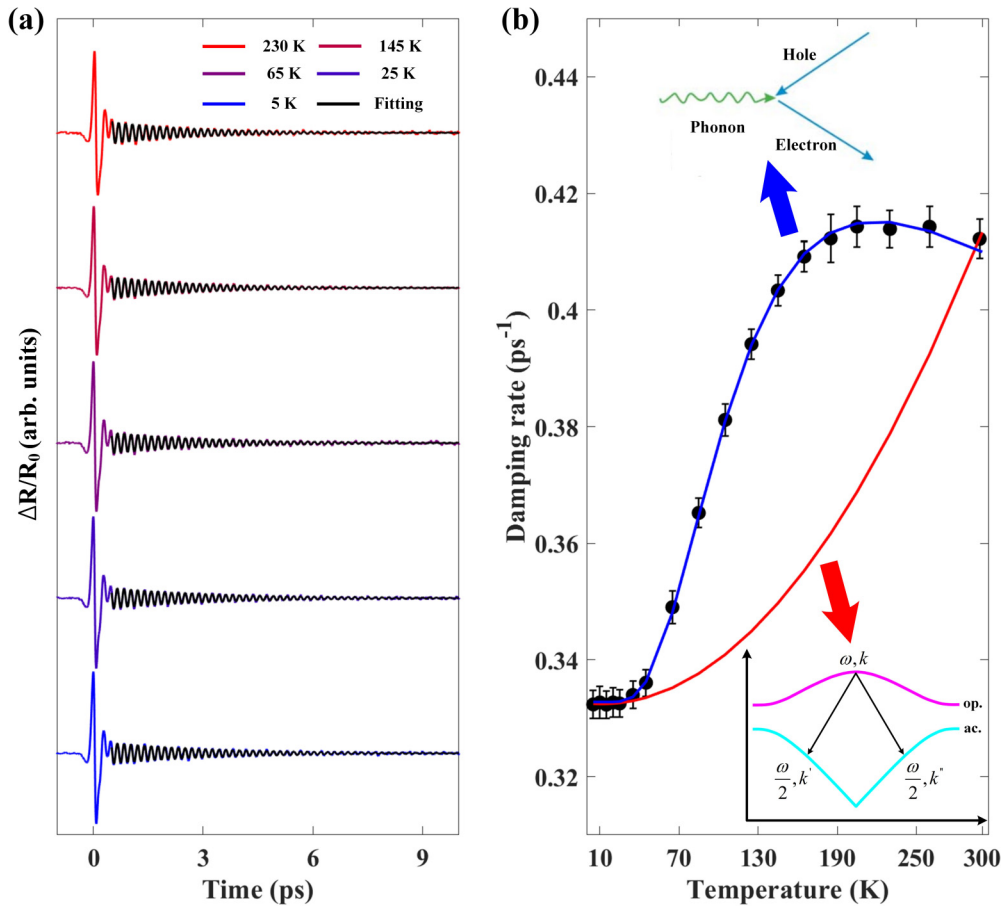 (a)
230 K
145 K
65 K
25 K
5 K
Fitting
ΔR/R₀ (arb. units)
0
3
6
9
Time (ps)
(b)
0.44
0.42
0.4
0.38
0.36
0.34
0.32
Damping rate (ps⁻¹)
Hole
Phonon
Electron
ω,k
op.
ac.
ω/2,k'
ω/2,k"
10
70
130
190
250
300
Temperature (K)